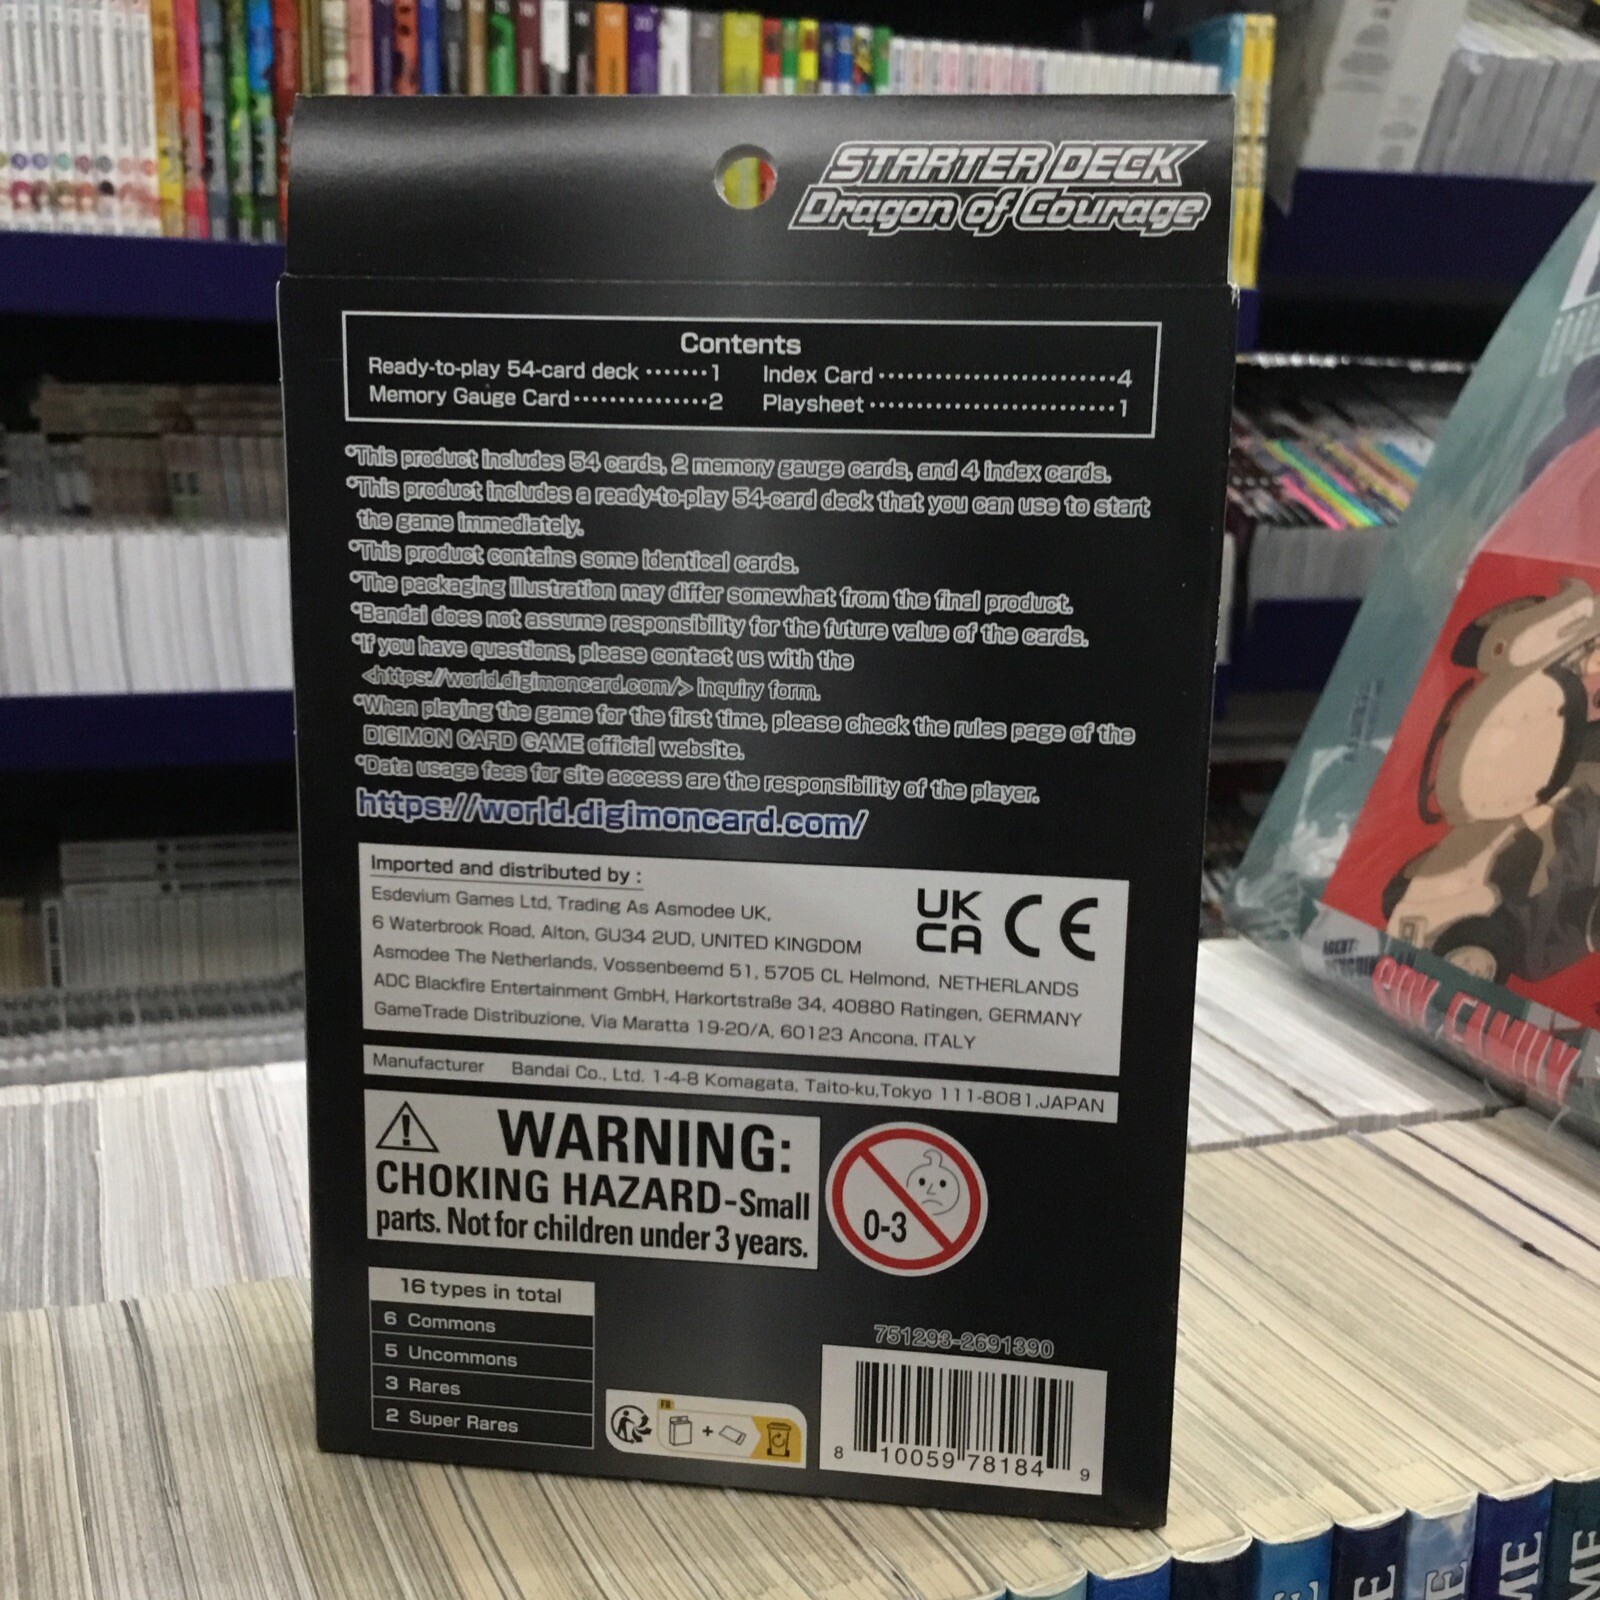 STARTER DECK
Dragon of Courage
Contents
Ready-to-play 54-card deck ·······1
Memory Gauge Card···············2
Index Card··························4
Playsheet···························1
*This product includes 54 cards, 2 memory gauge cards, and 4 index cards.
*This product includes a ready-to-play 54-card deck that you can use to start
the game immediately.
*This product contains some identical cards.
*The packaging illustration may differ somewhat from the final product.
*Bandai does not assume responsibility for the future value of the cards.
*If you have questions, please contact us with the
<https://world.digimoncard.com/> inquiry form.
*When playing the game for the first time, please check the rules page of the
DIGIMON CARD GAME official website.
*Data usage fees for site access are the responsibility of the player.
https://world.digimoncard.com/
Imported and distributed by :
Esdevium Games Ltd, Trading As Asmodee UK,
6 Waterbrook Road, Alton, GU34 2UD, UNITED KINGDOM
Asmodee The Netherlands, Vossenbeemd 51, 5705 CL Helmond, NETHERLANDS
ADC Blackfire Entertainment GmbH, Harkortstraße 34, 40880 Ratingen, GERMANY
GameTrade Distribuzione, Via Maratta 19-20/A, 60123 Ancona, ITALY
UK
CA
CE
Manufacturer Bandai Co., Ltd. 1-4-8 Komagata, Taito-ku,Tokyo 111-8081,JAPAN
WARNING:
CHOKING HAZARD-Small
parts. Not for children under 3 years.
0-3
16 types in total
6 Commons
5 Uncommons
3 Rares
2 Super Rares
FR
751293-2691390
8 10059 78184 9
FAMILY
E
E
E
ME
ME